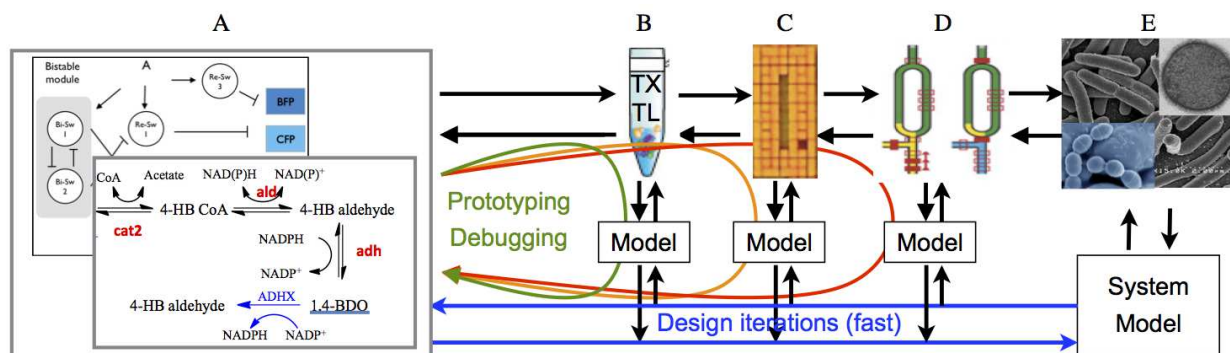 A
B
C
D
E
Bistable
module
A
Re-Sw
3
BFP
Bi-Sw
1
Re-Sw
1
CFP
Bi-Sw
2
TX
TL
CoA
Acetate
NAD(P)H
NAD(P)+
ald
4-HB CoA
4-HB aldehyde
cat2
NADPH
adh
NADP+
4-HB aldehyde
ADHX
1,4-BDO
NADPH
NADP+
Prototyping
Debugging
Model
Model
Model
Design iterations (fast)
System
Model